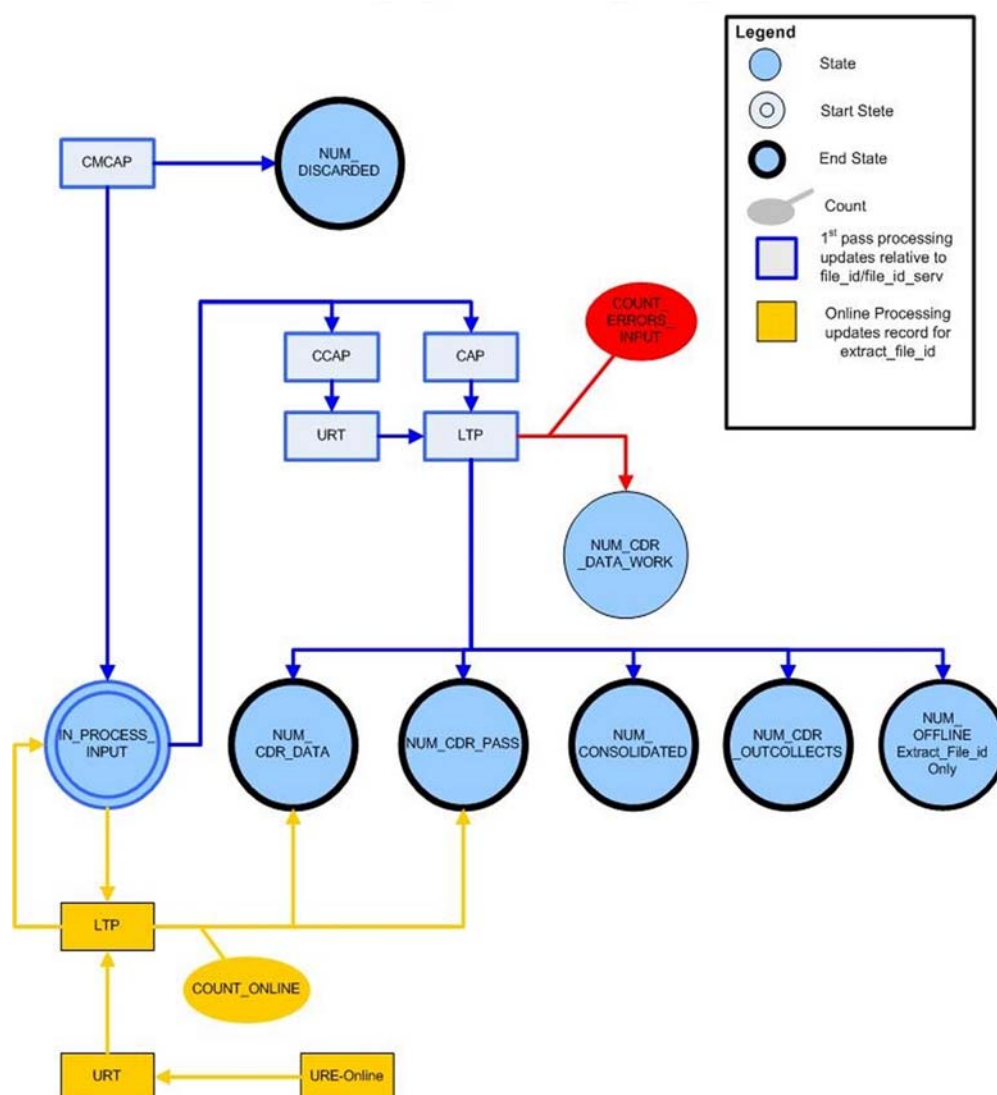 Legend
State
Start Stete
End State
Count
1st pass processing
updates relative to
file_id/file_id_serv
Online Processing
updates record for
extract_file_id
CMCAP
NUM_
DISCARDED
COUNT_
ERRORS_
INPUT
CCAP
CAP
URT
LTP
NUM_CDR
_DATA_WORK
IN_PROCESS_
INPUT
NUM_
CDR_DATA
NUM_CDR_PASS
NUM_
CONSOLIDATED
NUM_CDR
_OUTCOLLECTS
NUM_
OFFLINE
Extract_File_id
Only
LTP
COUNT_ONLINE
URT
URE-Online